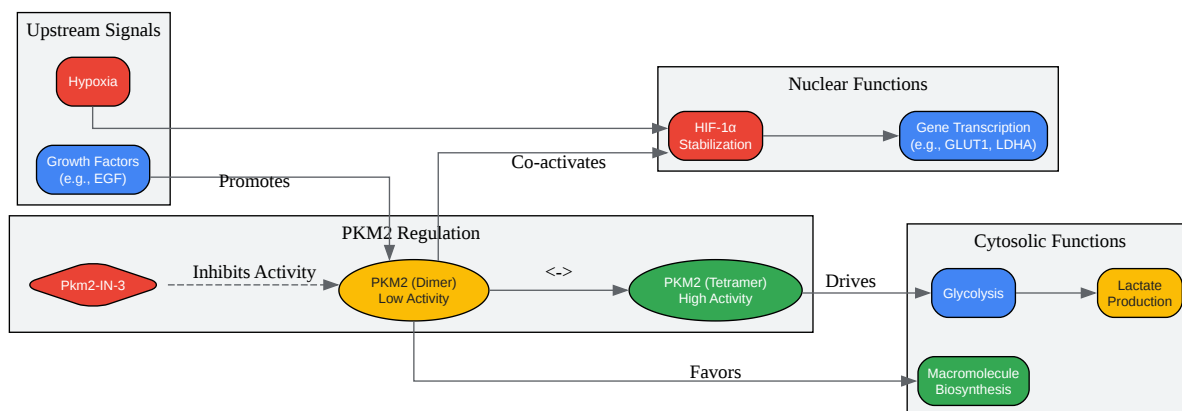 Upstream Signals
Hypoxia
Growth Factors
(e.g., EGF)
Promotes
Nuclear Functions
HIF-1α
Stabilization
Gene Transcription
(e.g., GLUT1, LDHA)
Co-activates
PKM2 Regulation
Pkm2-IN-3
Inhibits Activity
PKM2 (Dimer)
Low Activity
<->
PKM2 (Tetramer)
High Activity
Drives
Favors
Cytosolic Functions
Glycolysis
Lactate
Production
Macromolecule
Biosynthesis